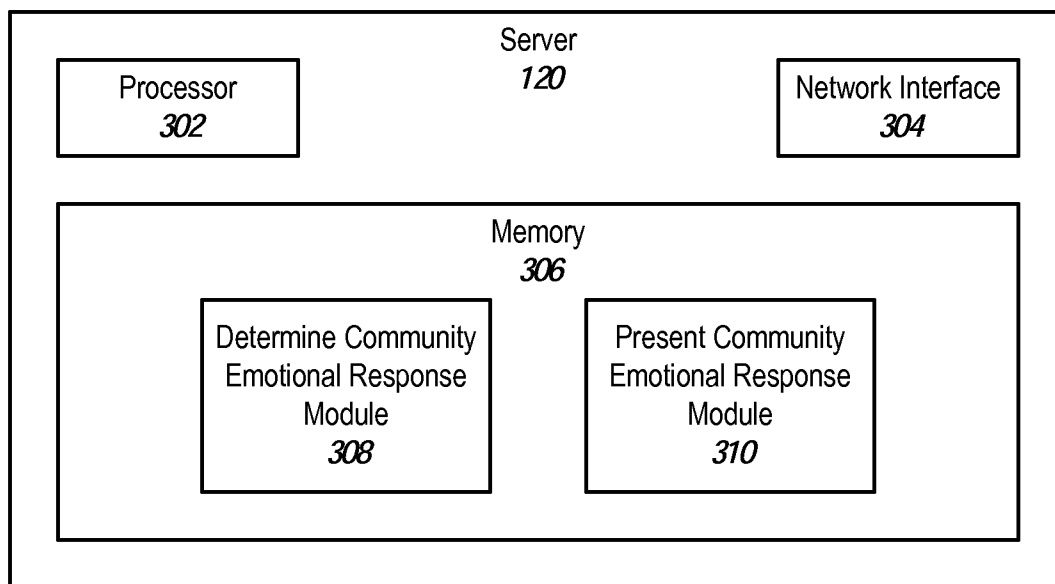 Server
120
Processor
302
Network Interface
304
Memory
306
Determine Community
Emotional Response
Module
308
Present Community
Emotional Response
Module
310